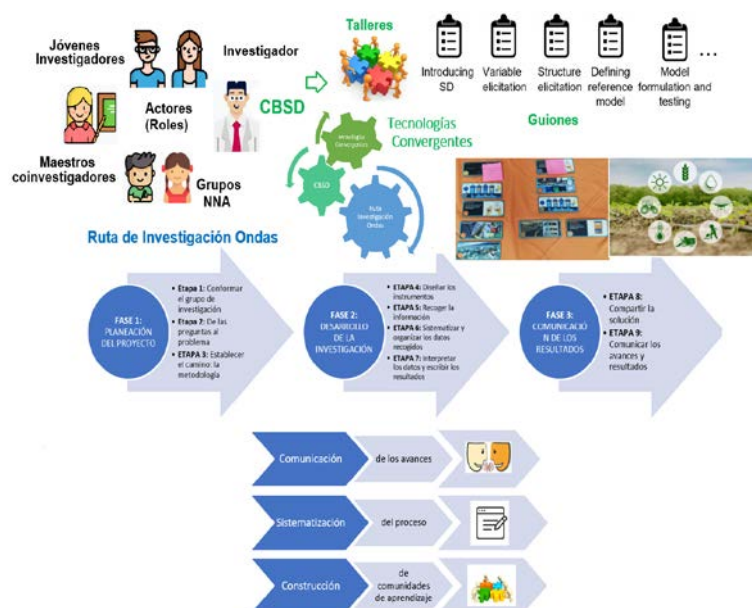 Jóvenes
Investigadores
Investigador
CBSD
Actores
(Roles)
Maestros
coinvestigadores
Grupos
NNA
Talleres
Introducing
SD
Variable
elicitation
Structure
elicitation
Defining
reference
model
Model
formulation and
testing
...
Guiones
Tecnologías
Convergentes
Tecnologías
Convergentes
CBSD
Ruta
Investigación
Ondas
Ruta de Investigación Ondas
FASE 1:
PLANEACIÓN
DEL PROYECTO
• Etapa 1: Conformar
el grupo de
investigación
• Etapa 2: De las
preguntas al
problema
• ETAPA 3: Establecer
el camino: la
metodología
FASE 2:
DESARROLLO
DE LA
INVESTIGACIÓN
• ETAPA 4: Diseñar los
instrumentos
• ETAPA 5: Recoger la
información
• ETAPA 6: Sistematizar y
organizar los datos
recogidos
• ETAPA 7: Interpretar
los datos y escribir los
resultados
FASE 3:
COMUNICACIÓ
N DE LOS
RESULTADOS
• ETAPA 8:
Compartir la
solución
• ETAPA 9:
Comunicar los
avances y
resultados
Comunicación
de los avances
Sistematización
del proceso
Construcción
de
comunidades
de aprendizaje